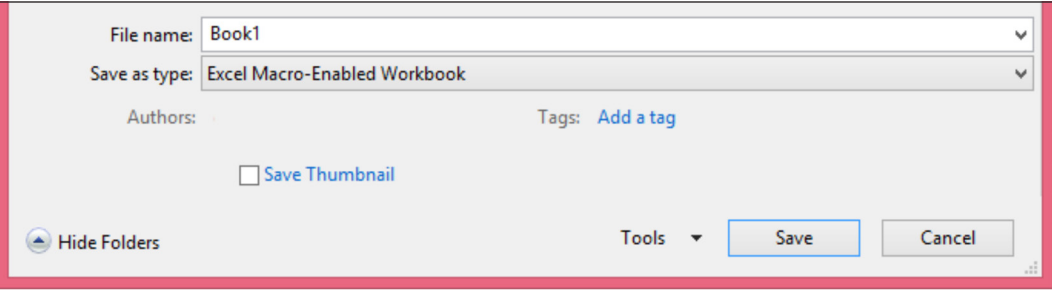 File name: Book1
Save as type: Excel Macro-Enabled Workbook
Authors: Tags: Add a tag
Save Thumbnail
Hide Folders Tools Save Cancel